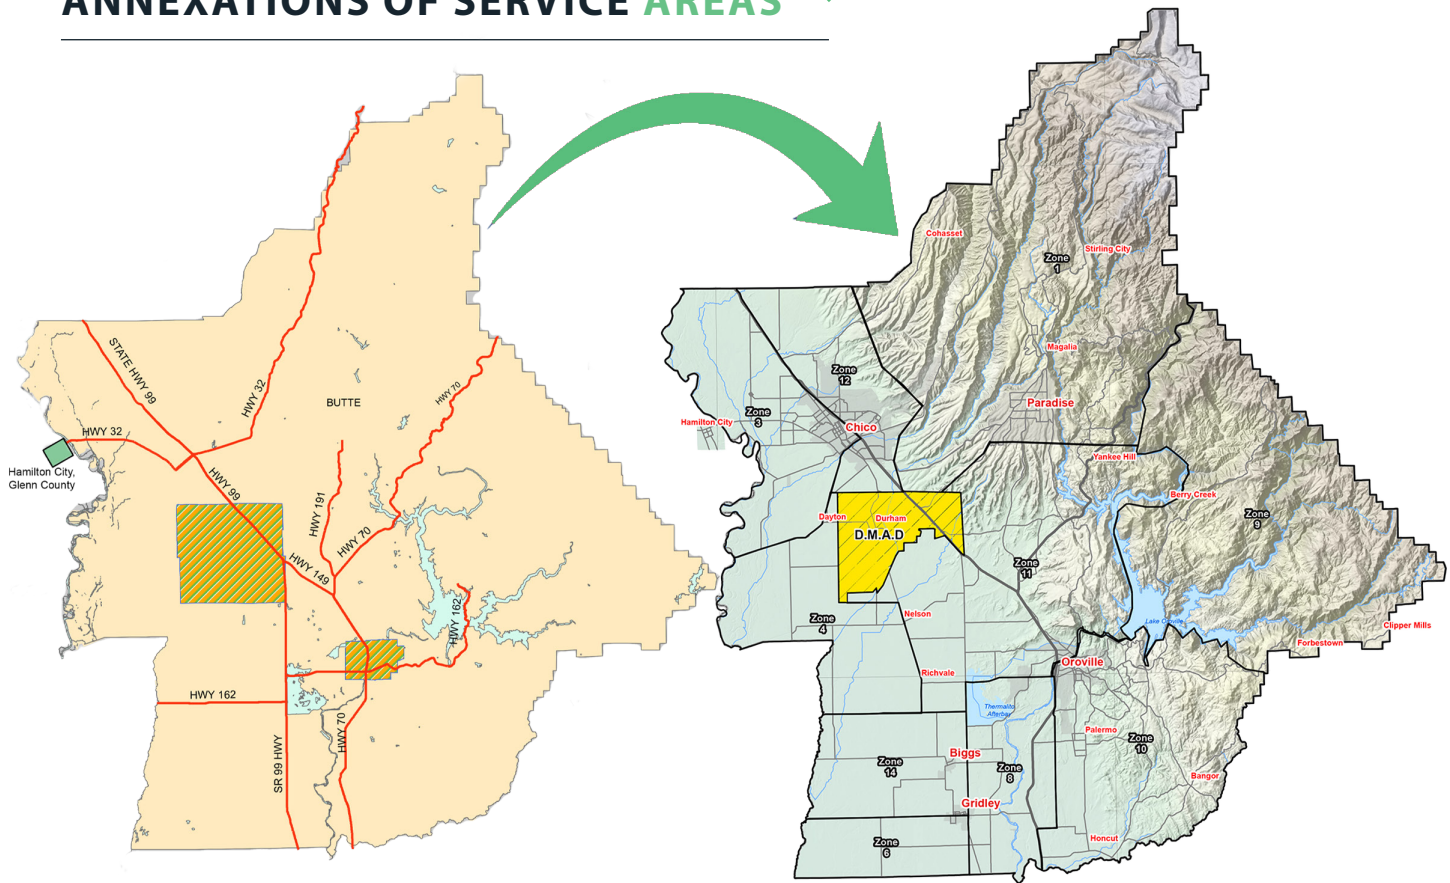 ANNEXATIONS OF SERVICE AREAS
STATE HWY 99
HWY 32
HWY 32
BUTTE
HWY 70
Hamilton City,
Glenn County
HWY 99
HWY 191
HWY 70
HWY 149
HWY 162
HWY 162
SR 99 HWY
HWY 70
Cohasset
Stirling City
Zone
1
Magalia
Zone
12
Paradise
Zone
3
Hamilton City
Chico
Yankee Hill
Berry Creek
Zone
9
Dayton
Durham
D.M.A.D
Zone
11
Nelson
Zone
4
Lake Oroville
Clipper Mills
Forbestown
Oroville
Richvale
Thermalito
Afterbay
Palermo
Zone
10
Biggs
Zone
14
Zone
8
Bangor
Gridley
Honcut
Zone
6